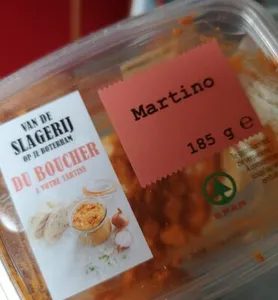 VAN DE
SLAGERIJ
OP JE BOTERHAM
DU BOUCHER
À VOTRE TARTINE
Martino
185 g ℮
SPAR